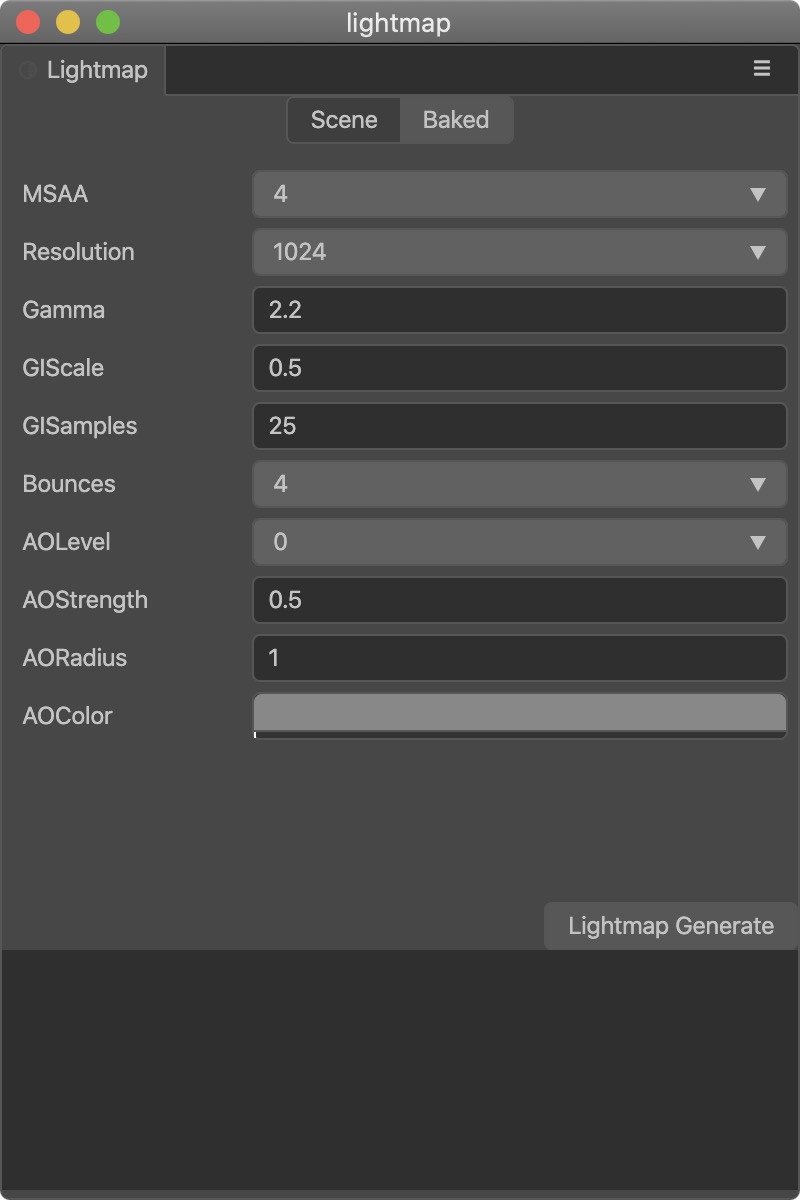 lightmap
Lightmap
Scene Baked
MSAA 4
Resolution 1024
Gamma 2.2
GIScale 0.5
GISamples 25
Bounces 4
AOLevel 0
AOStrength 0.5
AORadius 1
AOColor
Lightmap Generate